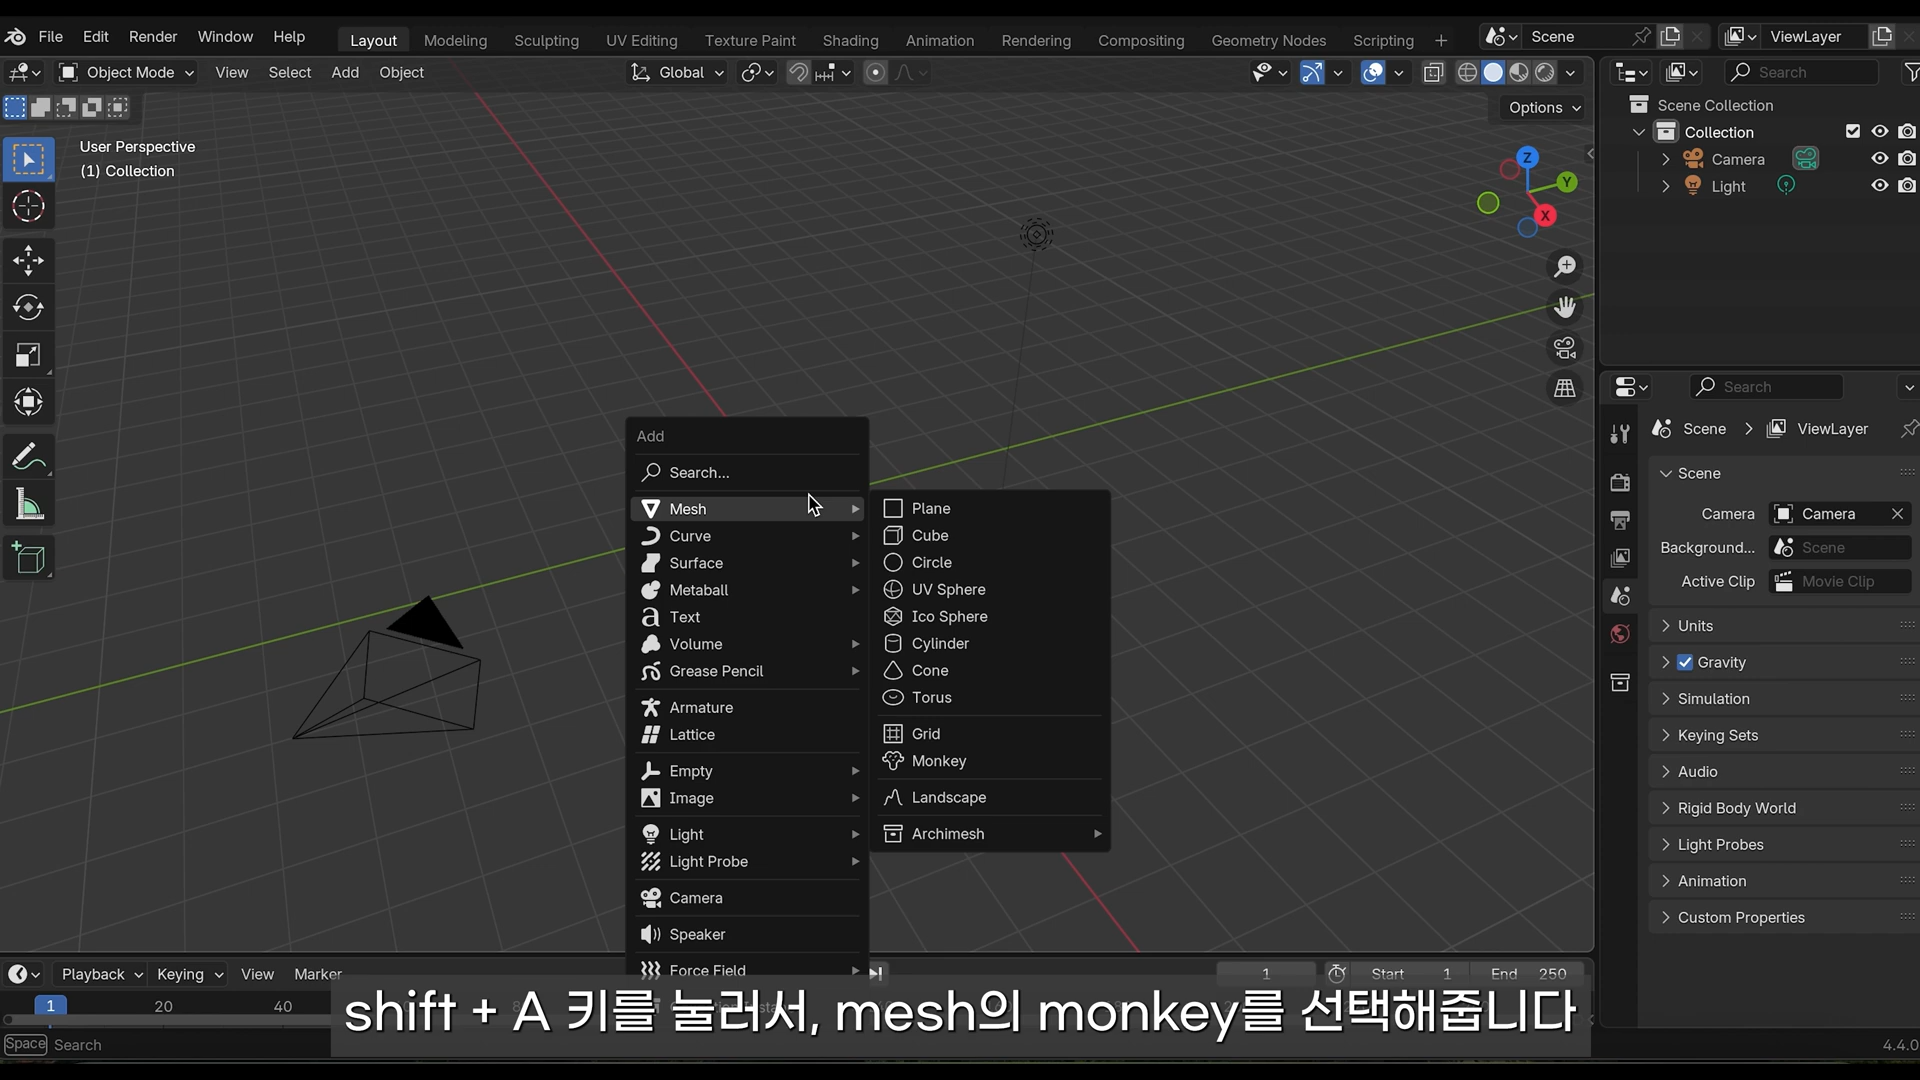 File Edit Render Window Help Layout Modeling Sculpting UV Editing Texture Paint Shading Animation Rendering Compositing Geometry Nodes Scripting + Scene ViewLayer
Object Mode View Select Add Object Global Search
Options
User Perspective
(1) Collection
Z
Y
X
Scene Collection
Collection
Camera
Light
Add
Search...
Mesh
Curve
Surface
Metaball
Text
Volume
Grease Pencil
Armature
Lattice
Empty
Image
Light
Light Probe
Camera
Speaker
Force Field
Plane
Cube
Circle
UV Sphere
Ico Sphere
Cylinder
Cone
Torus
Grid
Monkey
Landscape
Archimesh
Search
Scene ViewLayer
Scene
Camera Camera
Background... Scene
Active Clip Movie Clip
Units
Gravity
Simulation
Keying Sets
Audio
Rigid Body World
Light Probes
Animation
Custom Properties
Playback Keying View Marker 1 Start 1 End 250
1 20 40
shift + A 키를 눌러서, mesh의 monkey를 선택해줍니다
Space Search
4.4.0